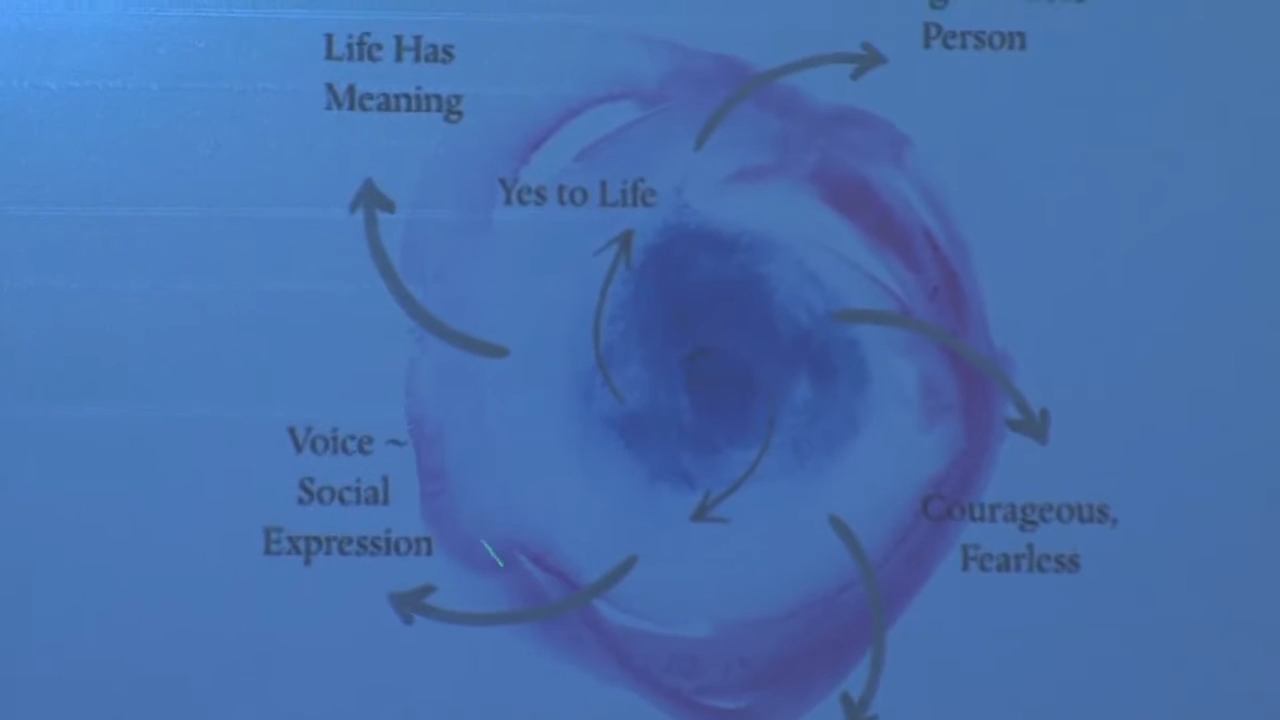 Person
Life Has
Meaning
Yes to Life
Voice ~
Social
Expression
Courageous,
Fearless